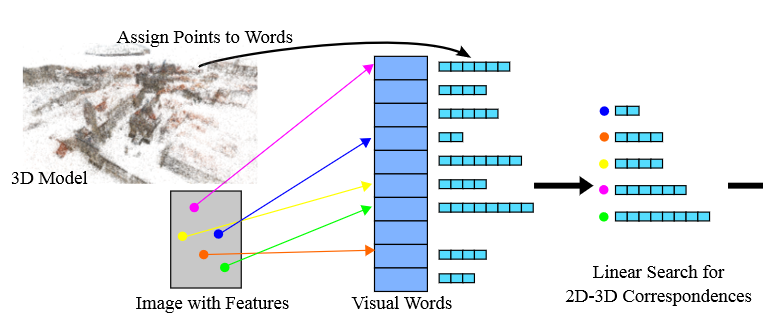 Assign Points to Words
3D Model
Image with Features
Visual Words
Linear Search for
2D-3D Correspondences